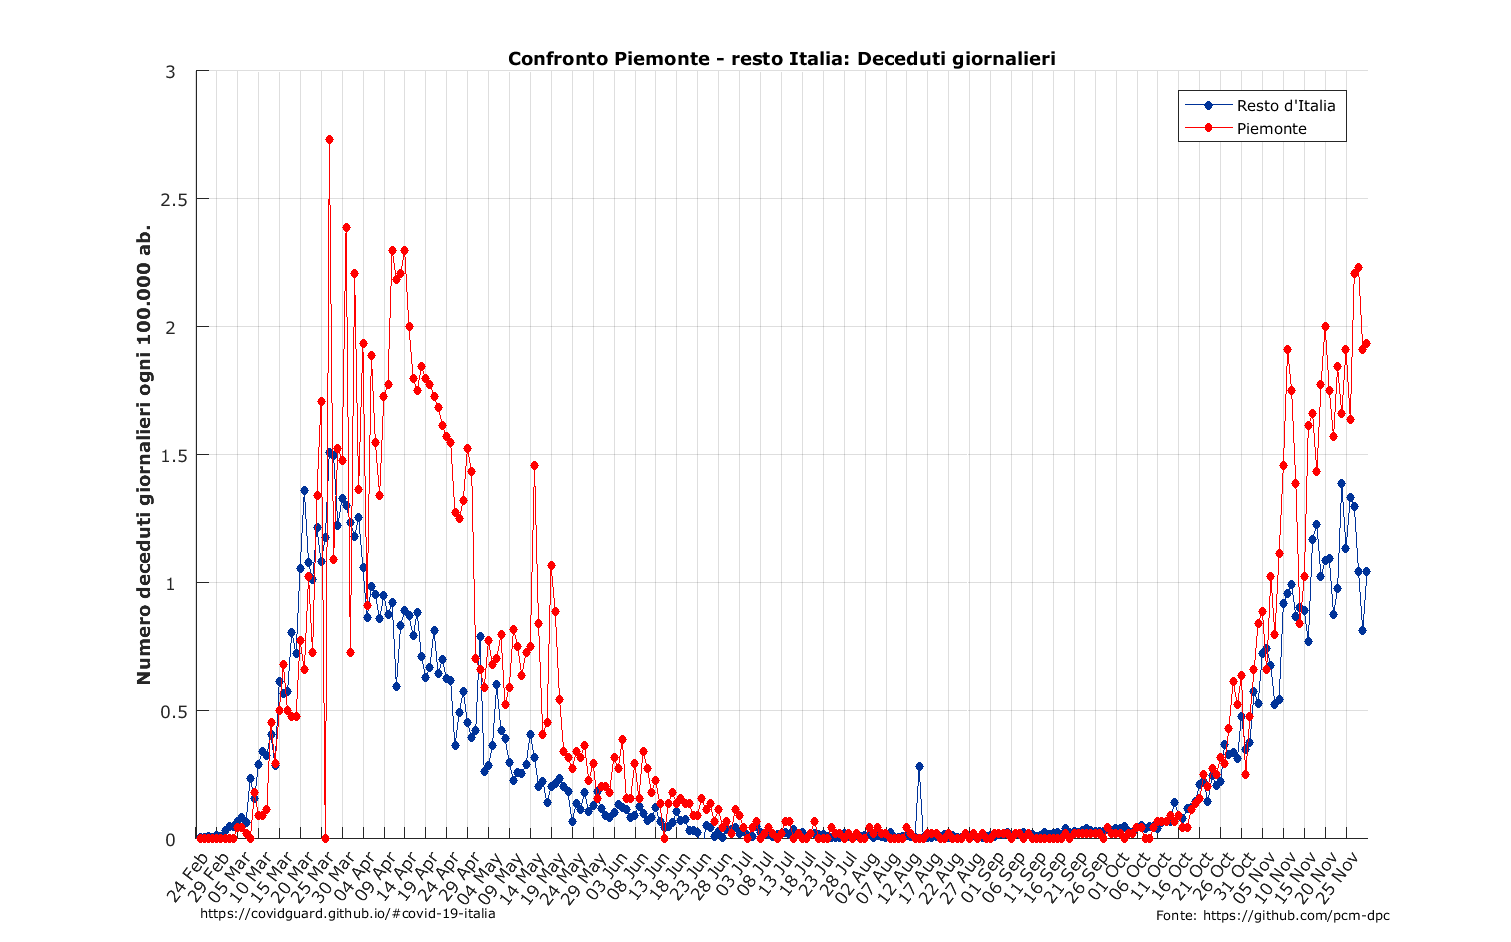 Confronto Piemonte - resto Italia: Deceduti giornalieri
Numero deceduti giornalieri ogni 100.000 ab.
3
2.5
2
1.5
1
0.5
0
Resto d'Italia
Piemonte
24 Feb
29 Feb
05 Mar
10 Mar
15 Mar
20 Mar
25 Mar
30 Mar
04 Apr
09 Apr
14 Apr
19 Apr
24 Apr
29 Apr
04 May
09 May
14 May
19 May
24 May
29 May
03 Jun
08 Jun
13 Jun
18 Jun
23 Jun
28 Jun
03 Jul
08 Jul
13 Jul
18 Jul
23 Jul
28 Jul
02 Aug
07 Aug
12 Aug
17 Aug
22 Aug
27 Aug
01 Sep
06 Sep
11 Sep
16 Sep
21 Sep
26 Sep
01 Oct
06 Oct
11 Oct
16 Oct
21 Oct
26 Oct
31 Oct
05 Nov
10 Nov
15 Nov
20 Nov
25 Nov
https://covidguard.github.io/#covid-19-italia
Fonte: https://github.com/pcm-dpc